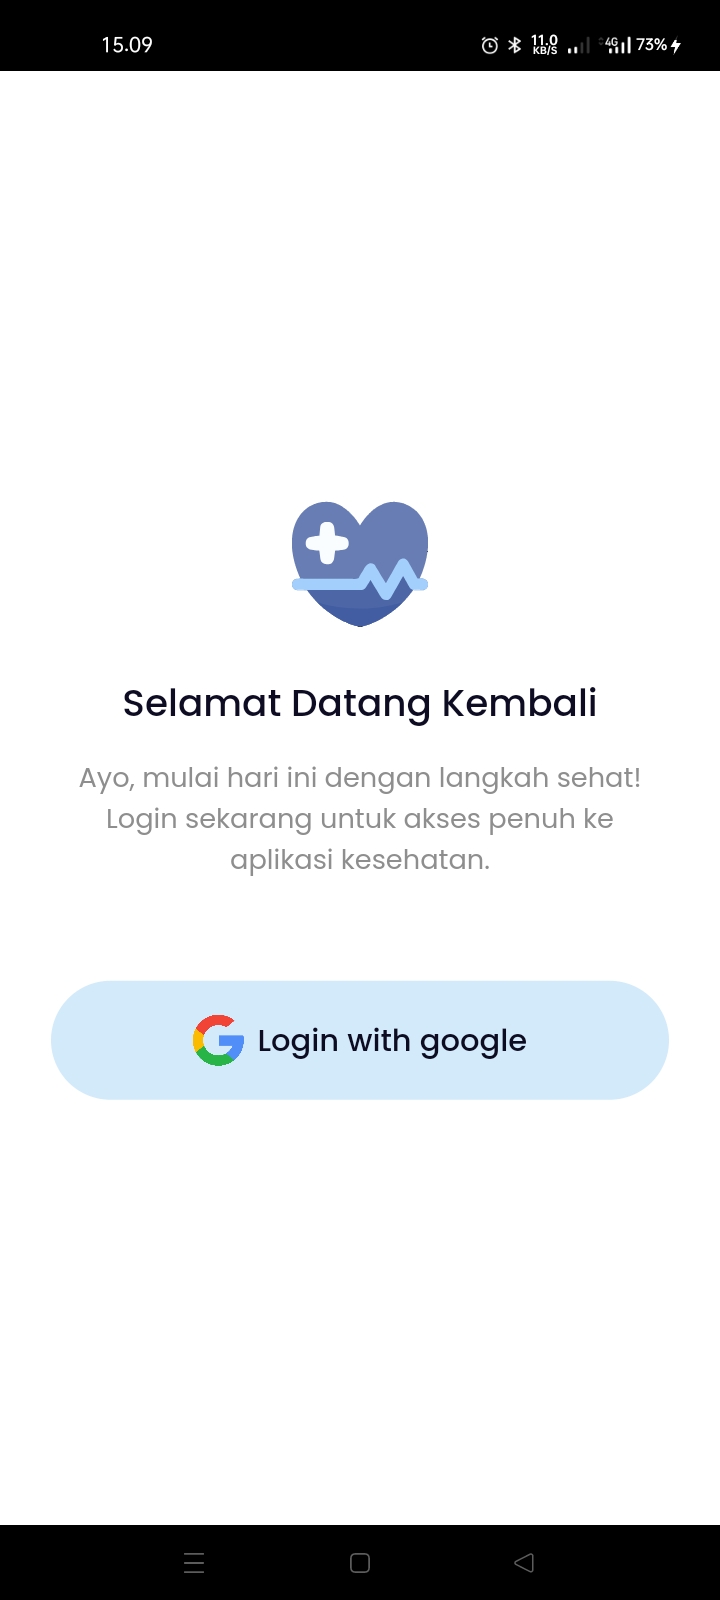 15.09
11.0
KB/S
4G
73%
Selamat Datang Kembali
Ayo, mulai hari ini dengan langkah sehat!
Login sekarang untuk akses penuh ke
aplikasi kesehatan.
Login with google